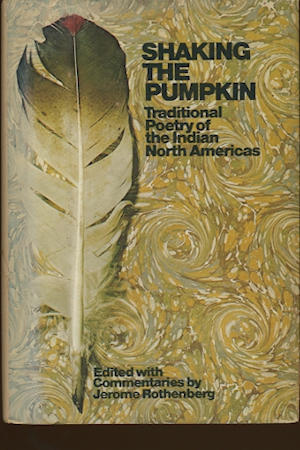 SHAKING
THE
PUMPKIN
Traditional
Poetry of
the Indian
North Americas
Edited with
Commentaries by
Jerome Rothenberg